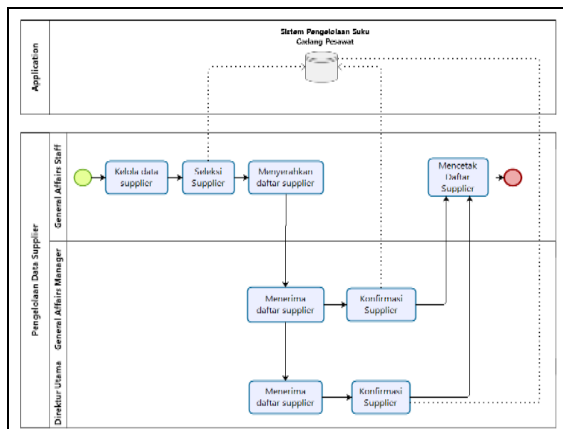 Application
Sistem Pengelolaan Suku
Cadang Pesawat
Pengelolaan Data Supplier
General Affairs Staff
Kelola data
supplier
Seleksi
Supplier
Menyerahkan
daftar supplier
Mencetak
Daftar
Supplier
General Affairs Manager
Menerima
daftar supplier
Konfirmasi
Supplier
Direktur Utama
Menerima
daftar supplier
Konfirmasi
Supplier